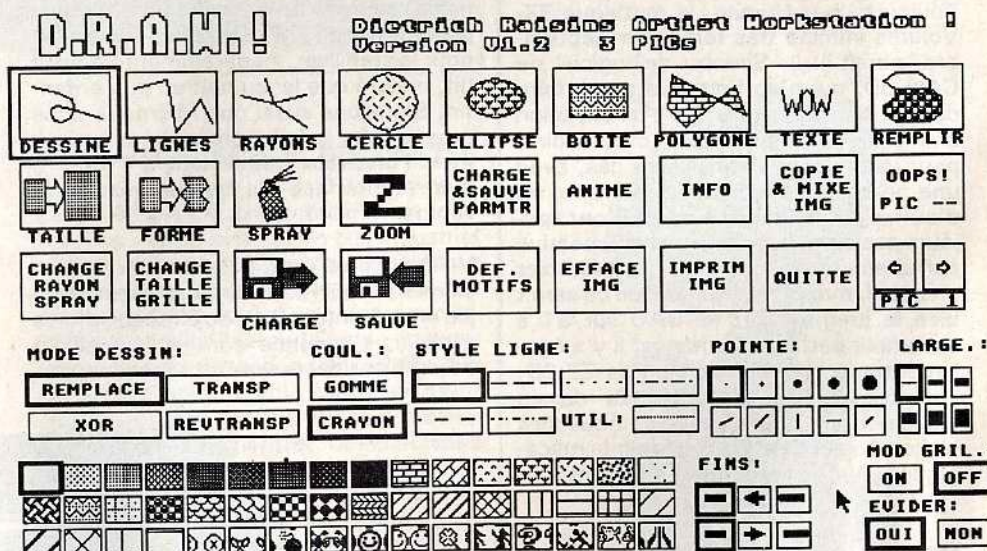 D.R.A.W.!
Dietrich Raisins Artist Workstation !
Version V1.2 3 PICs
DESSINE LIGNES RAYONS CERCLE ELLIPSE BOITE POLYGONE TEXTE REMPLIR
WOW
TAILLE FORME SPRAY ZOOM
CHARGE
&SAUVE
PARMTR
ANIME
INFO
COPIE
& MIXE
IMG
OOPS!
PIC --
CHANGE
RAYON
SPRAY
CHANGE
TAILLE
GRILLE
CHARGE SAUVE
DEF.
MOTIFS
EFFACE
IMG
IMPRIM
IMG
QUITTE
PIC 1
MODE DESSIN: COUL.: STYLE LIGNE: POINTE: LARGE.:
REMPLACE TRANSP GOMME
XOR REVTRANSP CRAYON UTIL:
FINS:
MOD GRIL.
ON OFF
EVIDER:
OUI NON